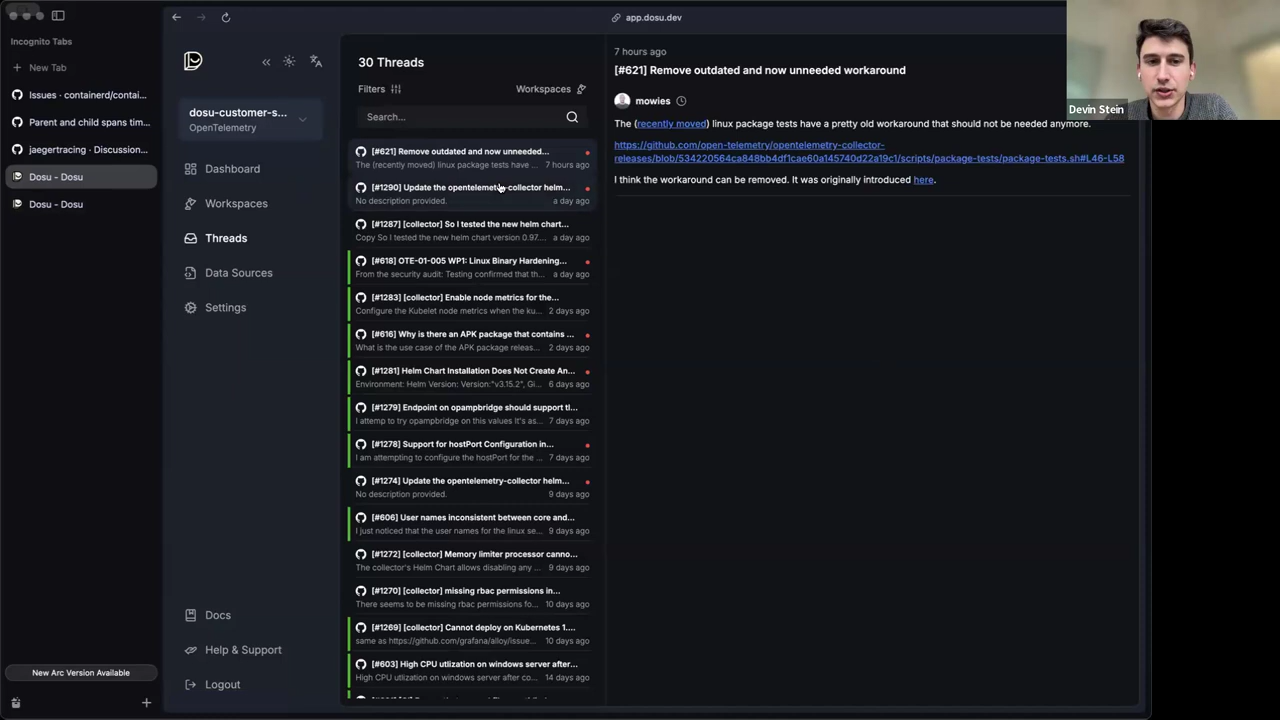 Incognito Tabs
New Tab
Issues · containerd/contai...
Parent and child spans tim...
jaegertracing · Discussion...
Dosu - Dosu
Dosu - Dosu
New Arc Version Available
app.dosu.dev
dosu-customer-s...
OpenTelemetry
Dashboard
Workspaces
Threads
Data Sources
Settings
Docs
Help & Support
Logout
30 Threads
Filters
Workspaces
Search...
[#621] Remove outdated and now unneeded...
The (recently moved) linux package tests have ... 7 hours ago
[#1290] Update the opentelemetry-collector helm...
No description provided. a day ago
[#1287] [collector] So I tested the new helm chart...
Copy So I tested the new helm chart version 0.97.... a day ago
[#618] OTE-01-005 WP1: Linux Binary Hardening...
From the security audit: Testing confirmed that th... a day ago
[#1283] [collector] Enable node metrics for the...
Configure the Kubelet node metrics when the ku... 2 days ago
[#616] Why is there an APK package that contains ...
What is the use case of the APK package releas... 2 days ago
[#1281] Helm Chart Installation Does Not Create An...
Environment: Helm Version: Version:"v3.15.2", Gi... 6 days ago
[#1279] Endpoint on opampbridge should support tl...
I attemp to try opampbridge on this values It's as... 7 days ago
[#1278] Support for hostPort Configuration in...
I am attempting to configure the hostPort for the ... 7 days ago
[#1274] Update the opentelemetry-collector helm...
No description provided. 9 days ago
[#606] User names inconsistent between core and...
I just noticed that the user names for the linux se... 9 days ago
[#1272] [collector] Memory limiter processor canno...
The collector's Helm Chart allows disabling any ... 9 days ago
[#1270] [collector] missing rbac permissions in...
There seems to be missing rbac permissions fo... 10 days ago
[#1269] [collector] Cannot deploy on Kubernetes 1....
same as https://github.com/grafana/alloy/issue... 10 days ago
[#603] High CPU utlization on windows server after...
High CPU utlization on windows server after co... 14 days ago
7 hours ago
[#621] Remove outdated and now unneeded workaround
mowies
The (recently moved) linux package tests have a pretty old workaround that should not be needed anymore.
https://github.com/open-telemetry/opentelemetry-collector-
releases/blob/534220564ca848bb4df1cae60a145740d22a19c1/scripts/package-tests/package-tests.sh#L46-L58
I think the workaround can be removed. It was originally introduced here.
Devin Stein